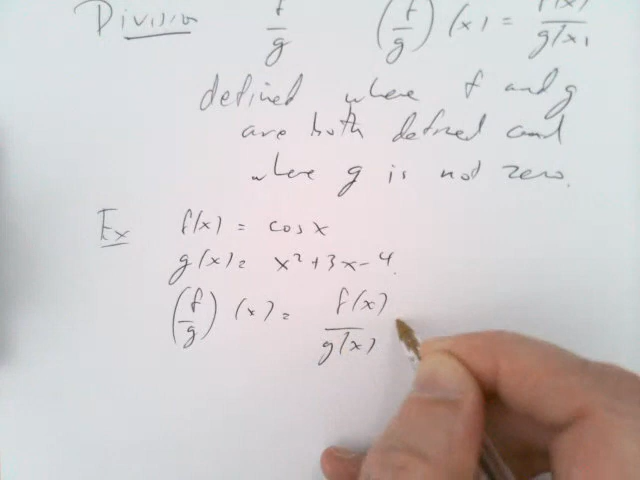 Division f/g (f/g)(x) = f(x)/g(x)
defined where f and g
are both defined and
where g is not zero.
Ex f(x) = cos x
g(x) = x²+3x-4.
(f/g)(x) = f(x)/g(x)